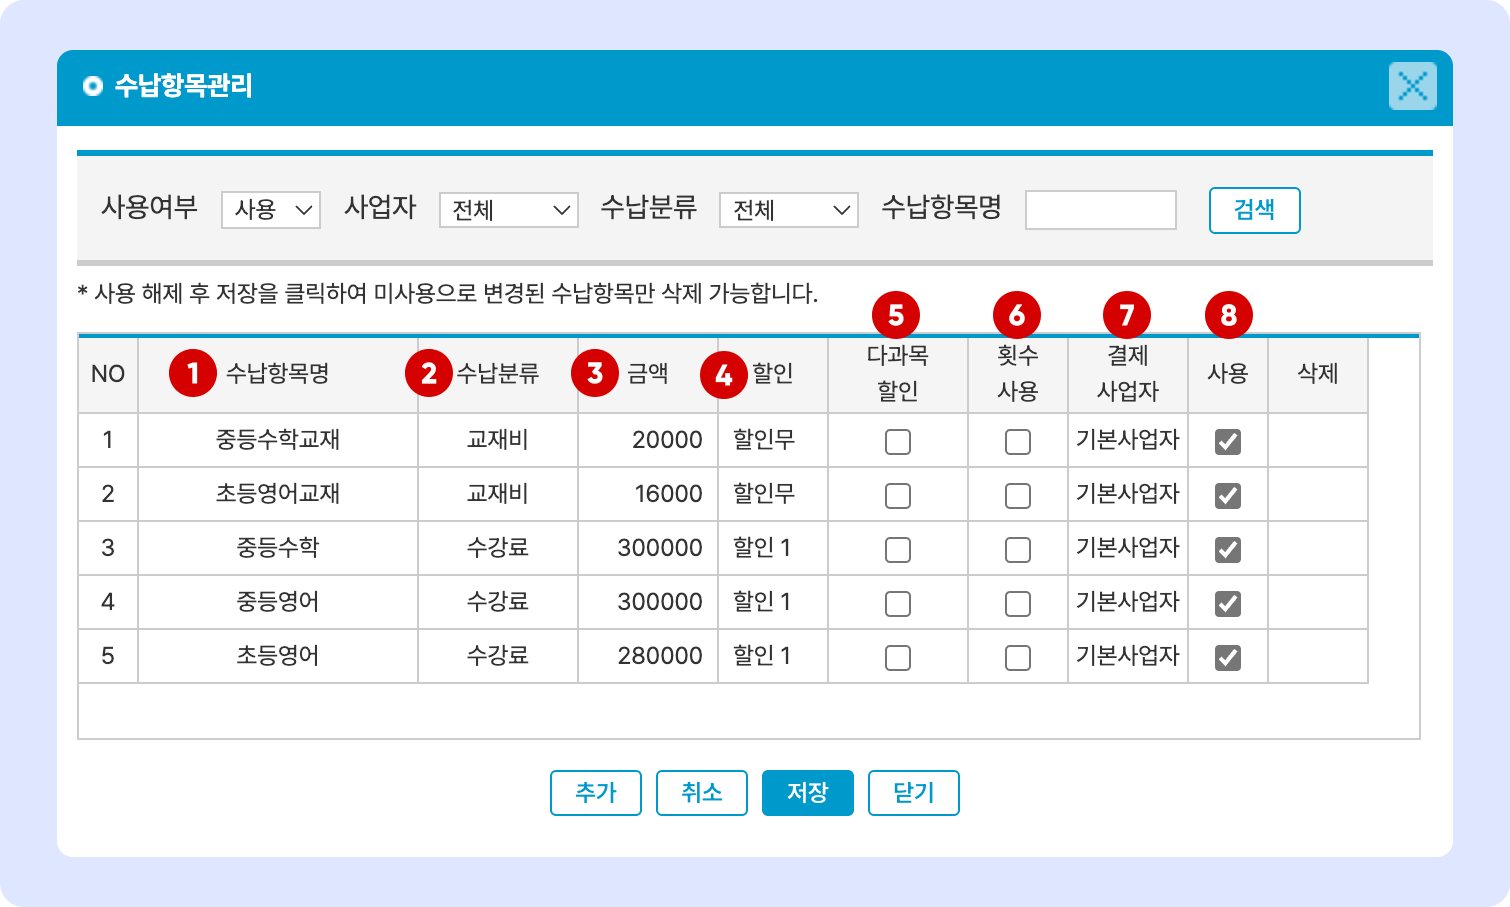 수납항목관리
사용여부 사용 사업자 전체 수납분류 전체 수납항목명 검색
* 사용 해제 후 저장을 클릭하여 미사용으로 변경된 수납항목만 삭제 가능합니다.
5 6 7 8
NO 1 수납항목명 2 수납분류 3 금액 4 할인 다과목 할인 횟수 사용 결제 사업자 사용 삭제
1 중등수학교재 교재비 20000 할인무 기본사업자
2 초등영어교재 교재비 16000 할인무 기본사업자
3 중등수학 수강료 300000 할인 1 기본사업자
4 중등영어 수강료 300000 할인 1 기본사업자
5 초등영어 수강료 280000 할인 1 기본사업자
추가 취소 저장 닫기